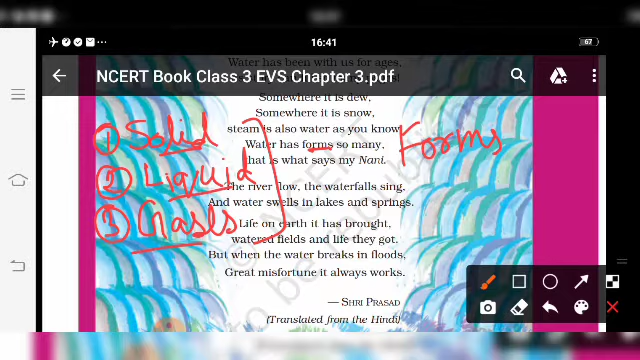 16:41
67
NCERT Book Class 3 EVS Chapter 3.pdf
Water has been with us for ages,
Somewhere it is dew,
Somewhere it is snow,
steam is also water as you know
Water has forms so many,
that is what says my Nani.
The river flow, the waterfalls sing,
And water swells in lakes and springs.
Life on earth it has brought,
watered fields and life they got.
But when the water breaks in floods,
Great misfortune it always works.
— SHRI PRASAD
(Translated from the Hindi)
① Solid
② Liquid
③ Gases
Forms